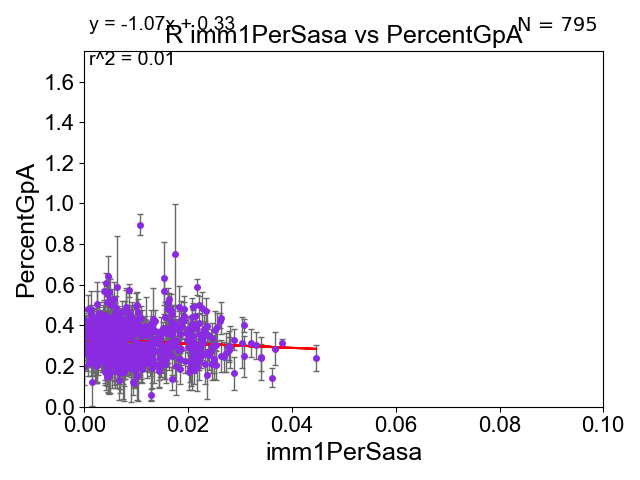 y = -1.07x + 0.33
N = 795
R imm1PerSasa vs PercentGpA
r^2 = 0.01
PercentGpA
1.6
1.4
1.2
1.0
0.8
0.6
0.4
0.2
0.0
0.00 0.02 0.04 0.06 0.08 0.10
imm1PerSasa